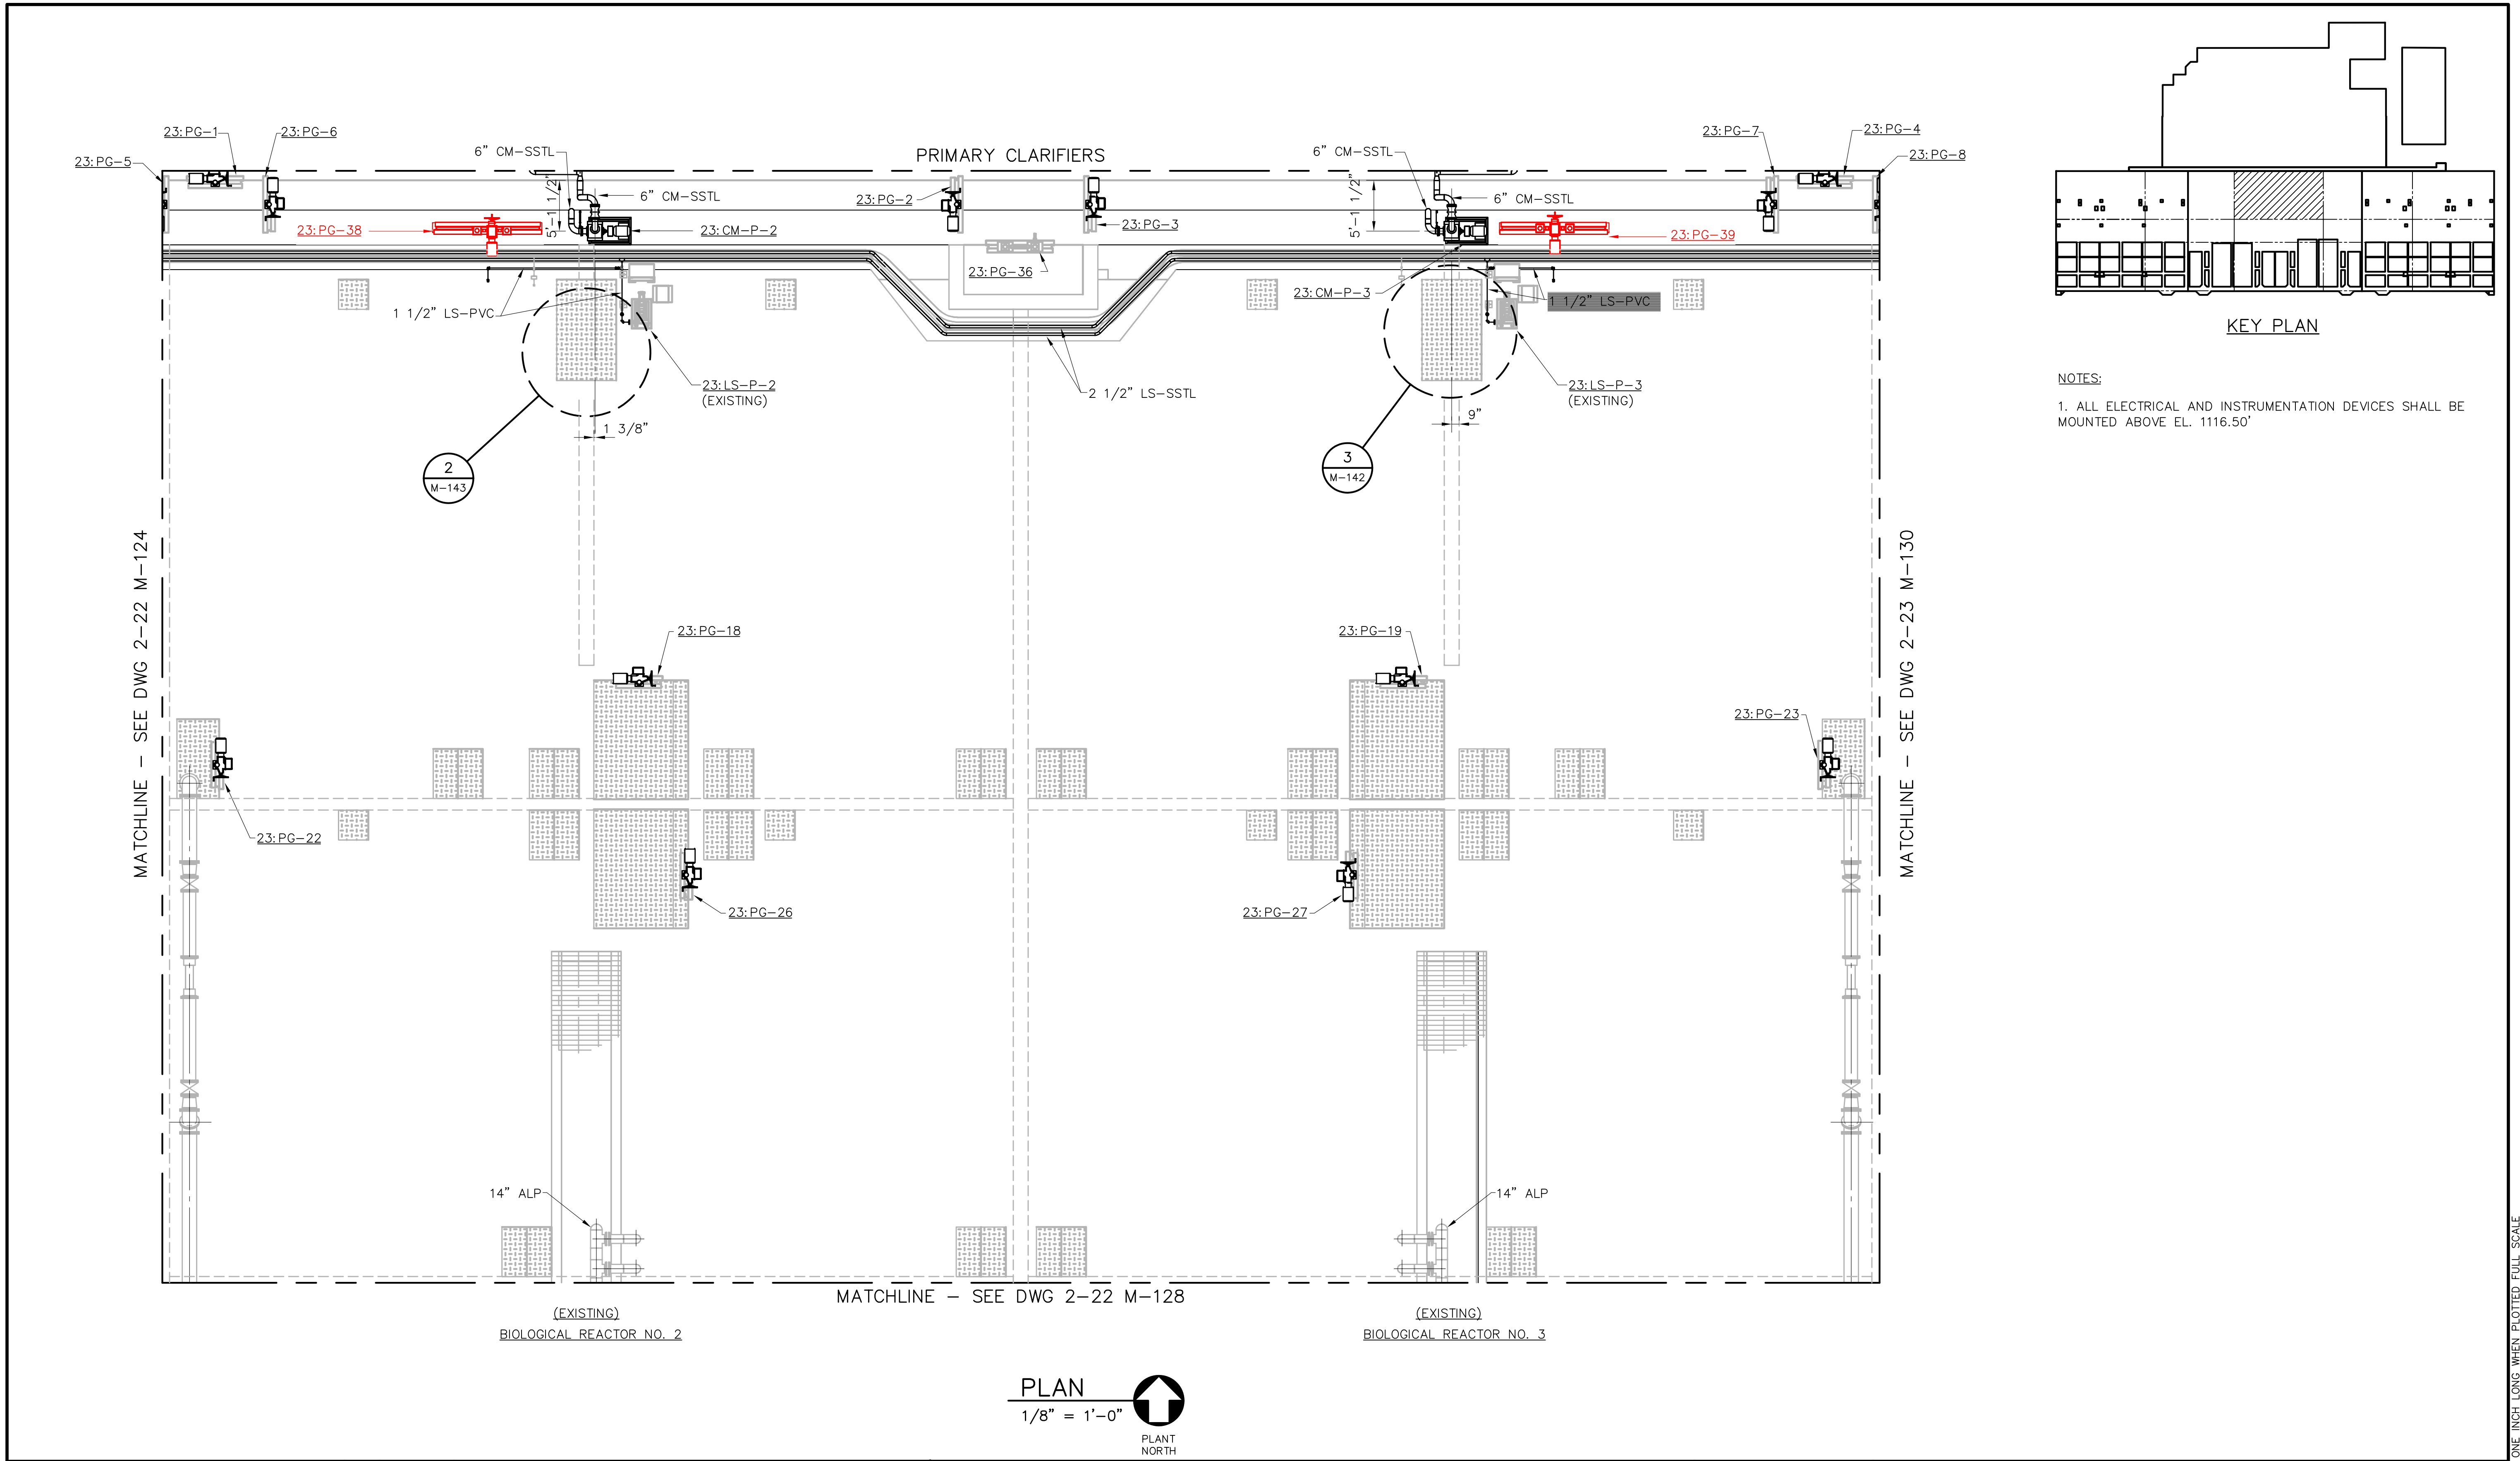 23:PG-1
23:PG-6
23:PG-5
6" CM-SSTL
6" CM-SSTL
5'-1 1/2"
PRIMARY CLARIFIERS
23:PG-2
23:PG-3
6" CM-SSTL
6" CM-SSTL
5'-1 1/2"
23:PG-7
23:PG-4
23:PG-8
23:PG-38
23:CM-P-2
23:PG-36
23:CM-P-3
23:PG-39
1 1/2" LS-PVC
1 1/2" LS-PVC
23:LS-P-2
(EXISTING)
2 1/2" LS-SSTL
23:LS-P-3
(EXISTING)
1 3/8"
9"
2
M-143
3
M-142
MATCHLINE - SEE DWG 2-22 M-124
MATCHLINE - SEE DWG 2-23 M-130
23:PG-18
23:PG-19
23:PG-22
23:PG-23
23:PG-26
23:PG-27
14" ALP
14" ALP
MATCHLINE - SEE DWG 2-22 M-128
(EXISTING)
BIOLOGICAL REACTOR NO. 2
(EXISTING)
BIOLOGICAL REACTOR NO. 3
PLAN
1/8" = 1'-0"
PLANT
NORTH
KEY PLAN
NOTES:
1. ALL ELECTRICAL AND INSTRUMENTATION DEVICES SHALL BE
MOUNTED ABOVE EL. 1116.50'
ONE INCH LONG WHEN PLOTTED FULL SCALE